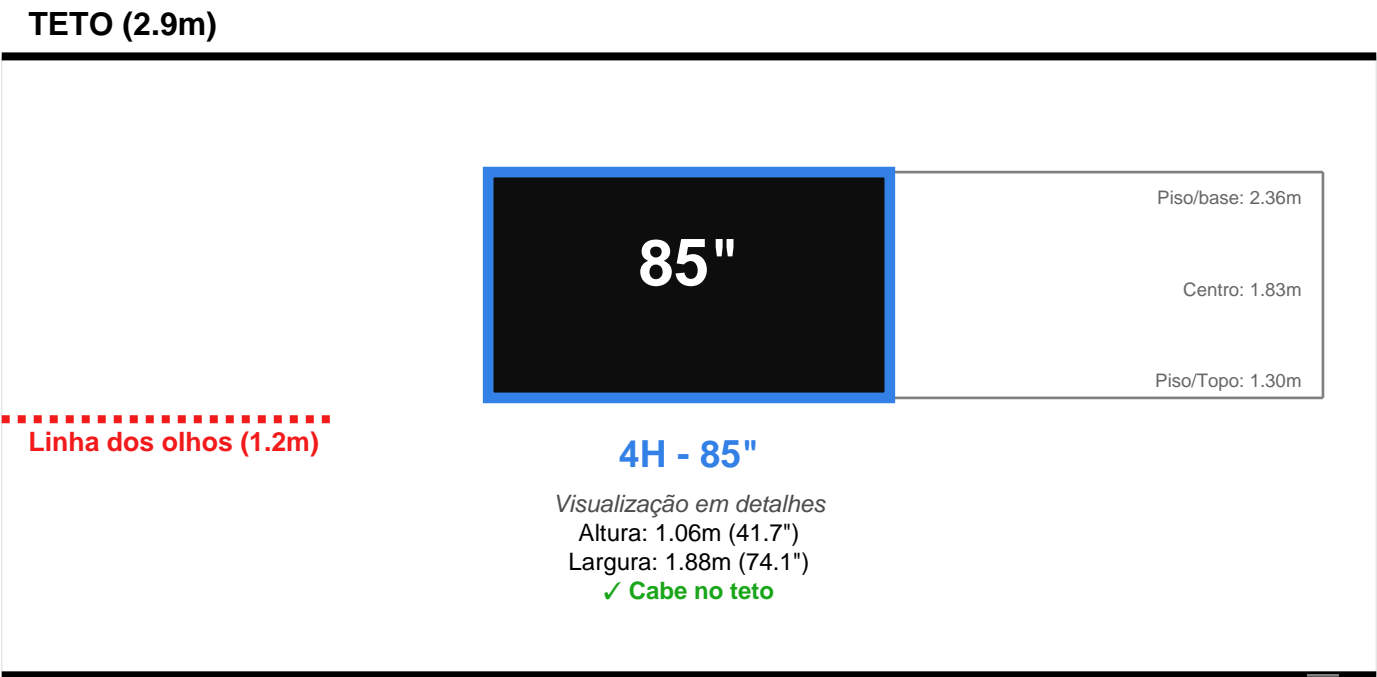 TETO (2.9m)
85"
Piso/base: 2.36m
Centro: 1.83m
Piso/Topo: 1.30m
Linha dos olhos (1.2m)
4H - 85"
Visualização em detalhes
Altura: 1.06m (41.7")
Largura: 1.88m (74.1")
✓ Cabe no teto